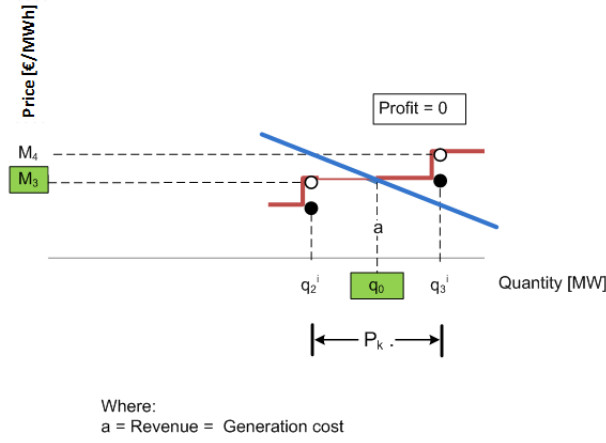 Price [€/MWh]
Profit = 0
M4
M3
a
q2i
q0
q3i
Quantity [MW]
Pk .
Where:
a = Revenue = Generation cost